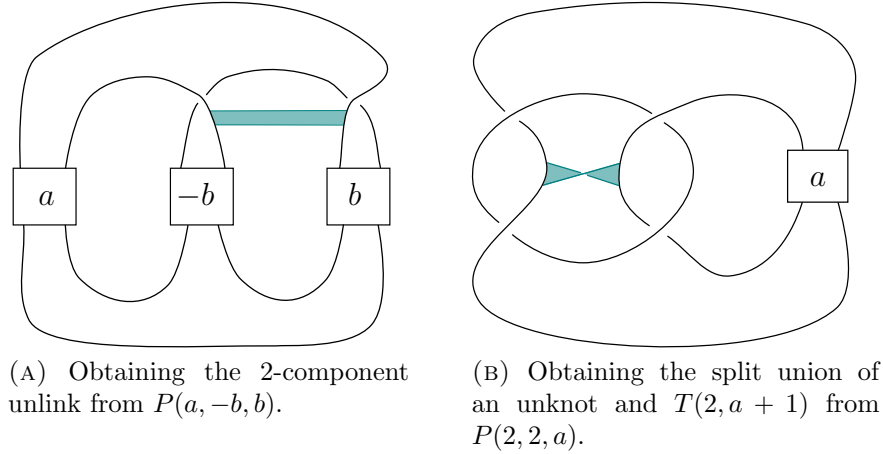 a
−b
b
a
(A) Obtaining the 2-component
unlink from P(a, −b, b).
(B) Obtaining the split union of
an unknot and T(2, a + 1) from
P(2, 2, a).